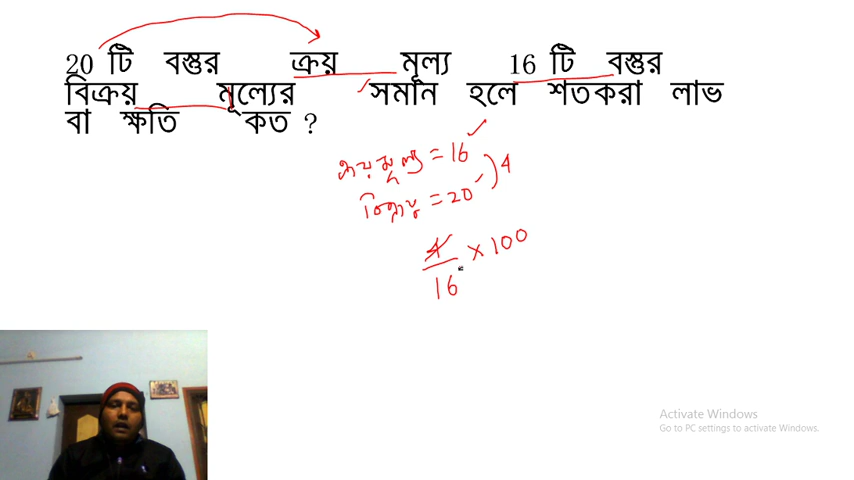 20 টি বস্তুর ক্রয় মূল্য 16 টি বস্তুর
বিক্রয় মূল্যের সমান হলে শতকরা লাভ
বা ক্ষতি কত ?
ক্রয়মূল্য = 16
= 20
4
4
16
× 100
Activate Windows
Go to PC settings to activate Windows.